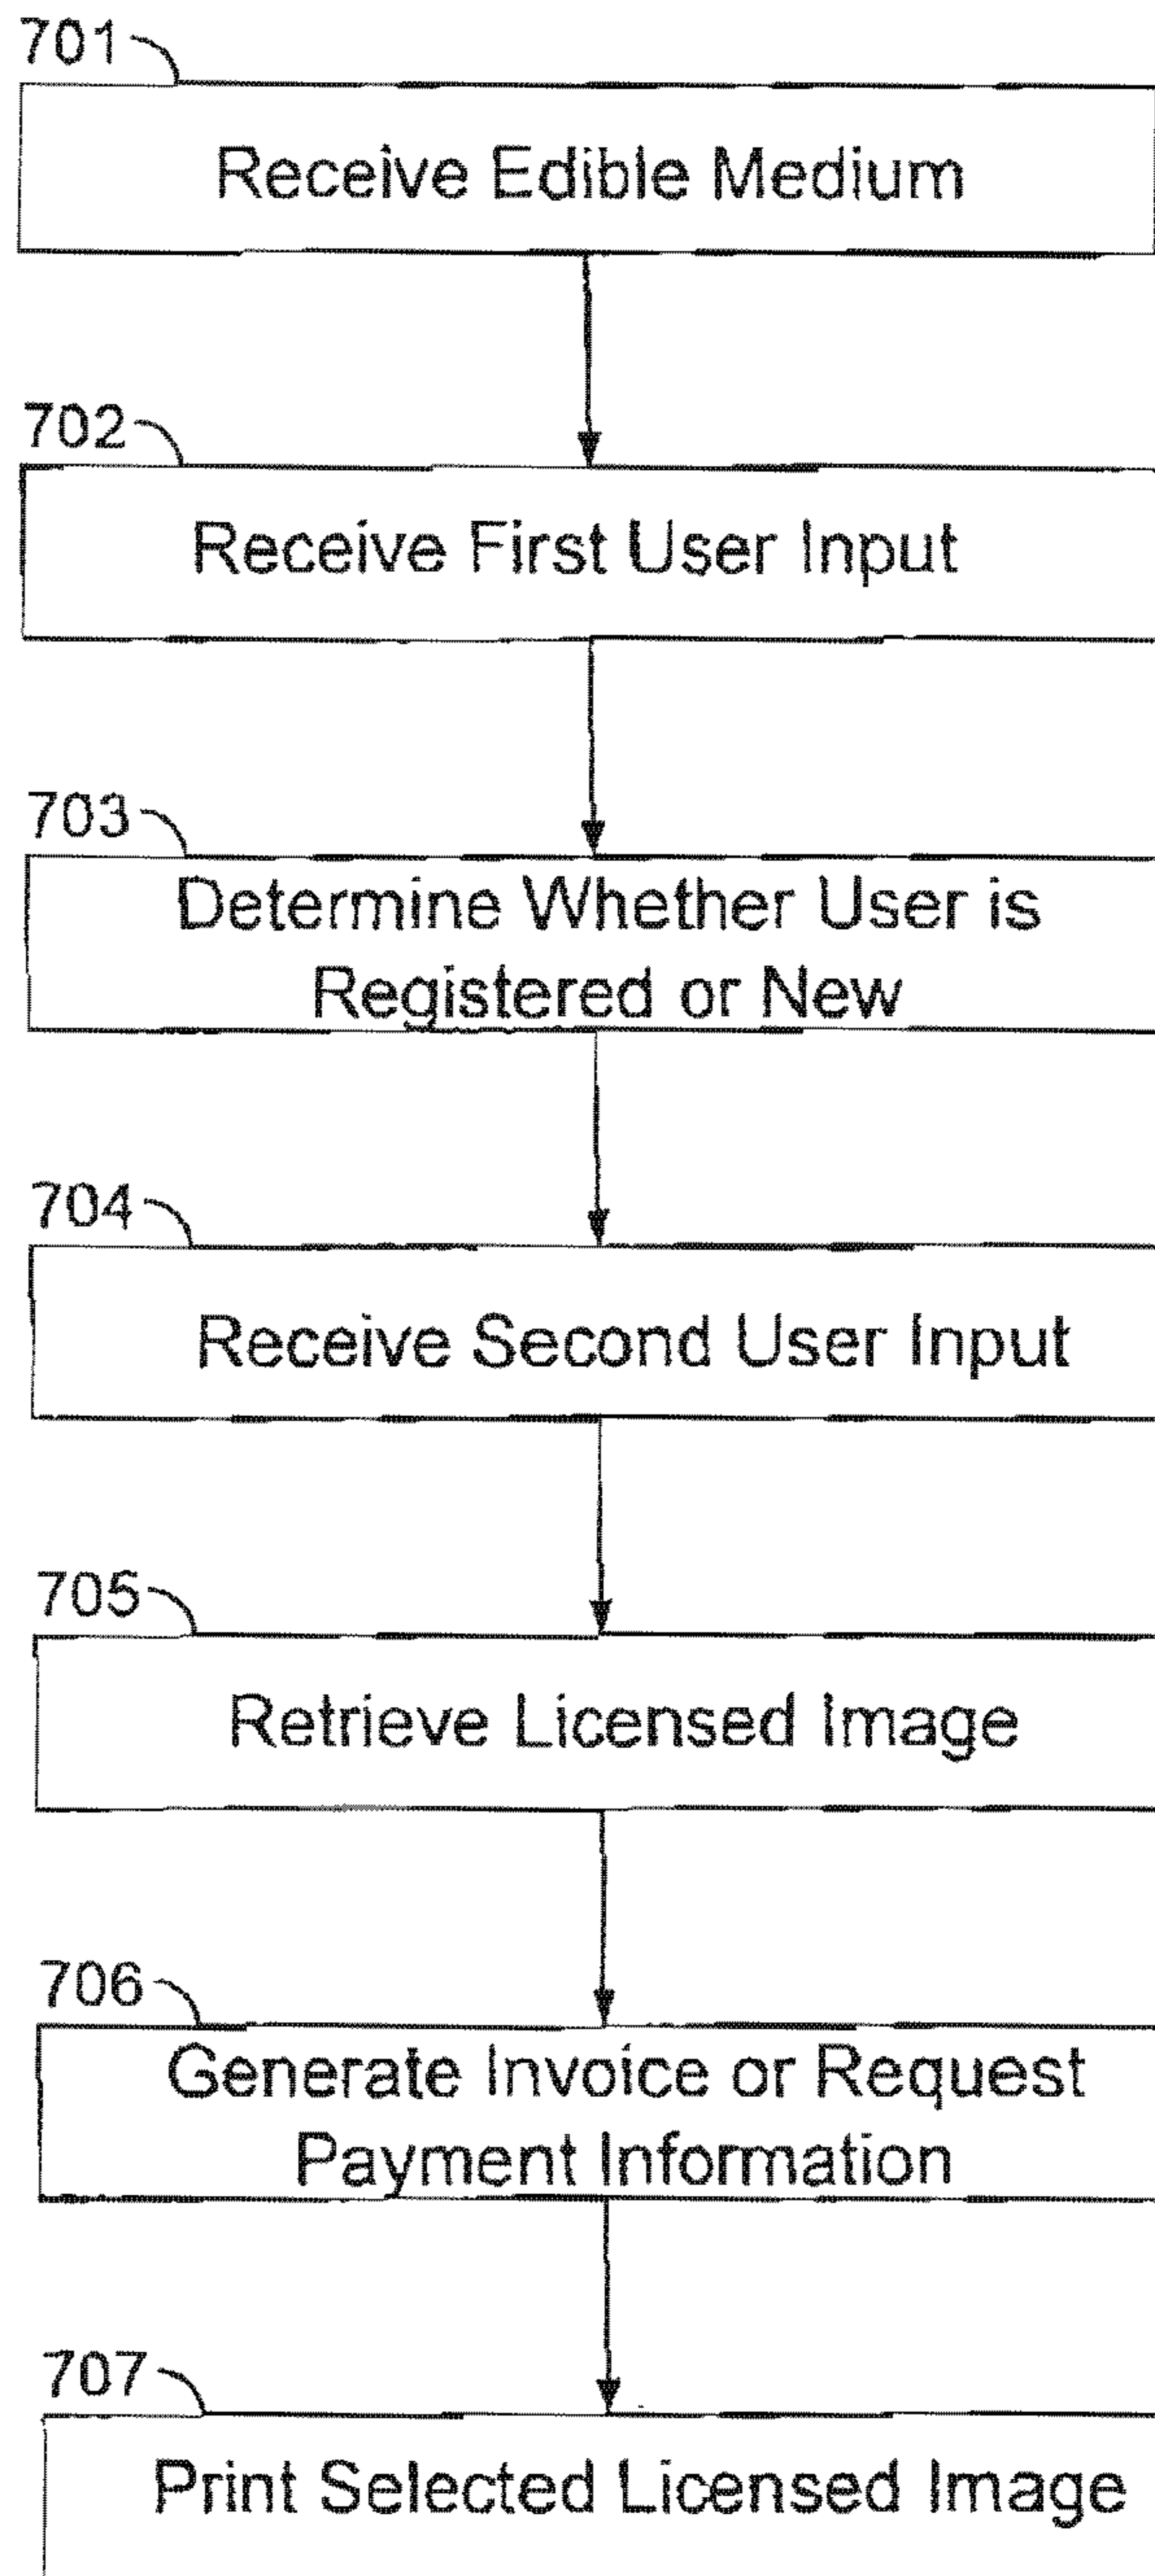 701
Receive Edible Medium
702
Receive First User Input
703
Determine Whether User is
Registered or New
704
Receive Second User Input
705
Retrieve Licensed Image
706
Generate Invoice or Request
Payment Information
707
Print Selected Licensed Image